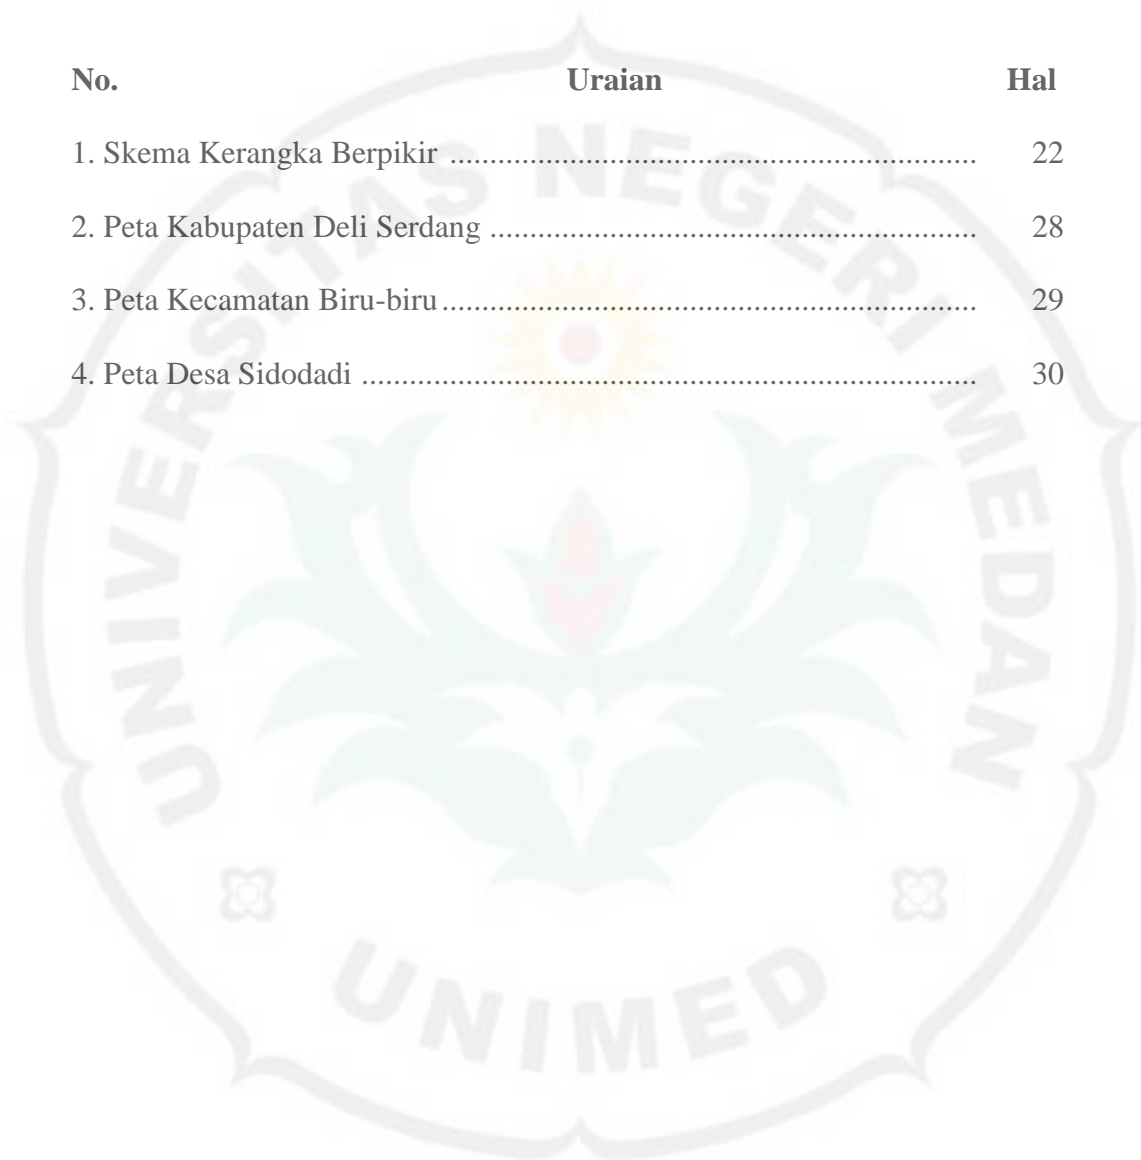 No. Uraian Hal
1. Skema Kerangka Berpikir ........................................................ 22
2. Peta Kabupaten Deli Serdang ................................................... 28
3. Peta Kecamatan Biru-biru ........................................................ 29
4. Peta Desa Sidodadi ................................................................. 30
UNIVERSITAS NEGERI MEDAN
UNIMED